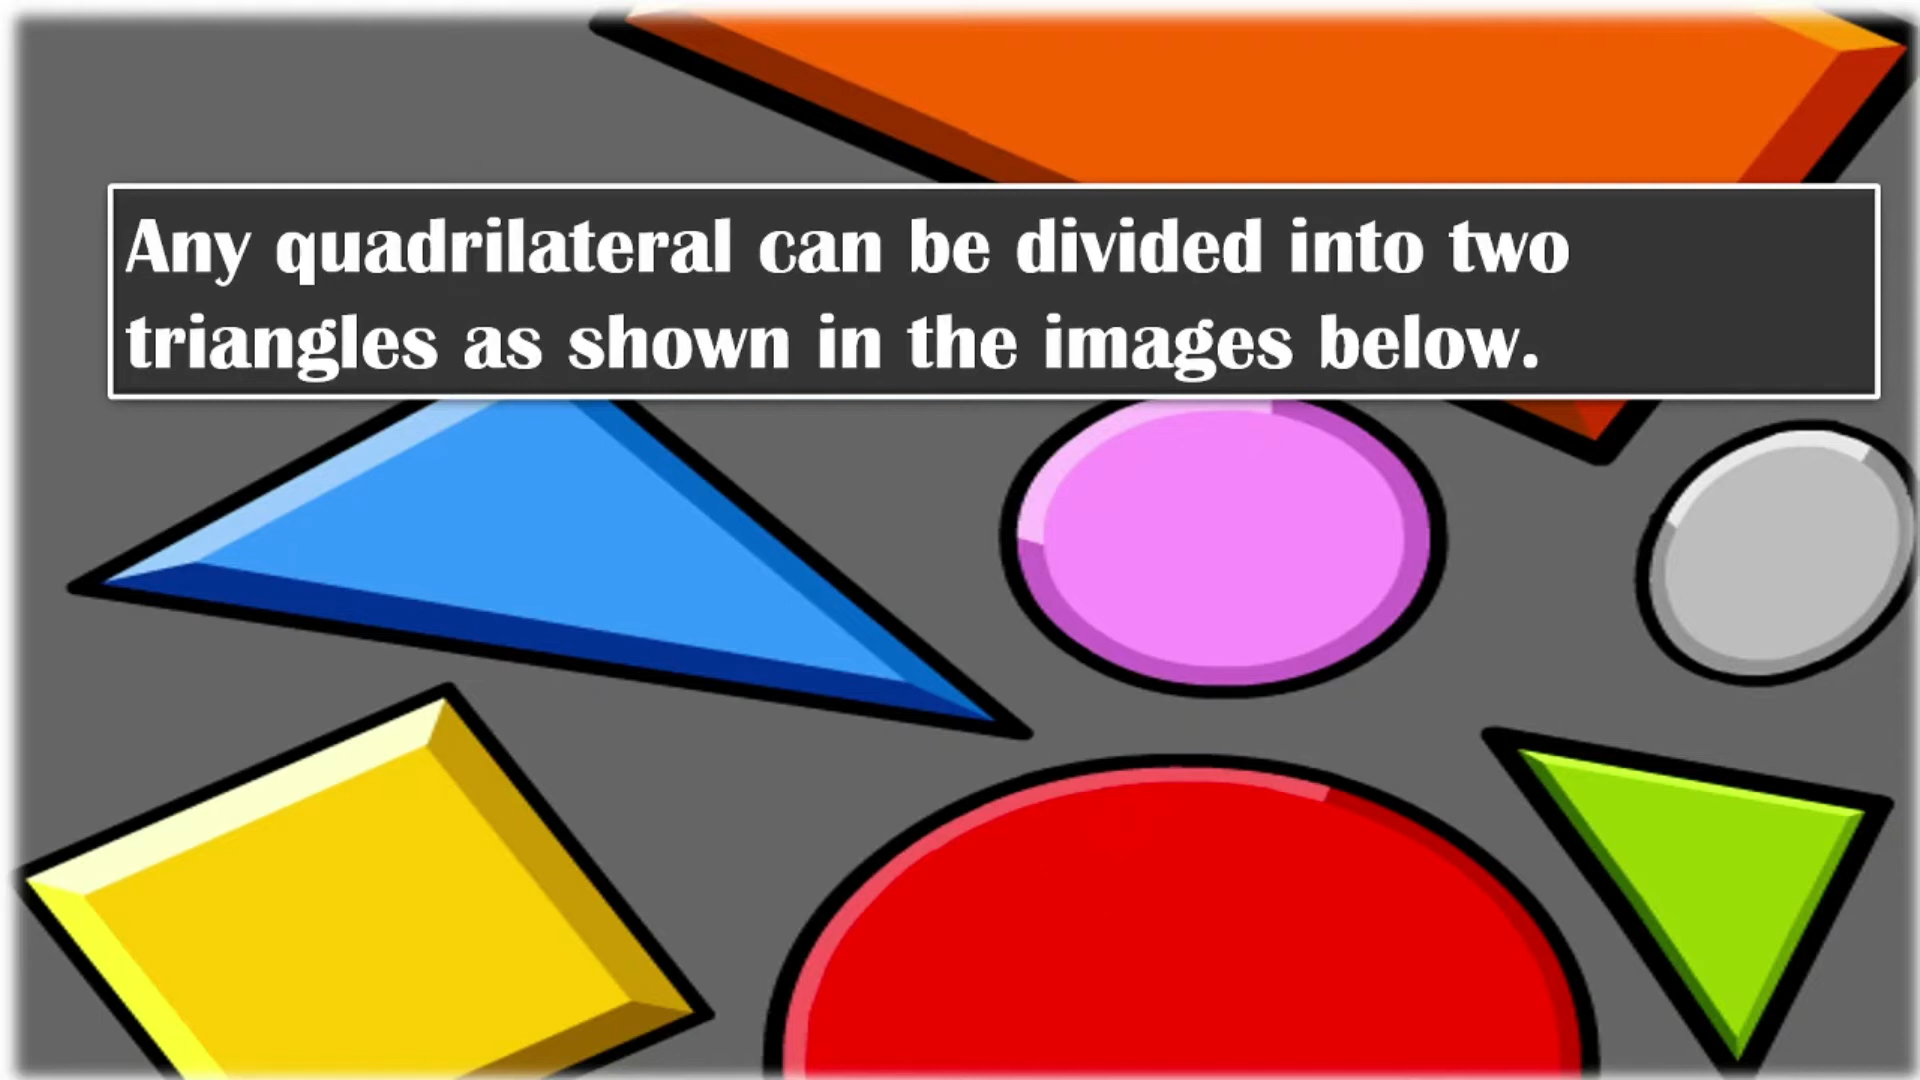 Any quadrilateral can be divided into two
triangles as shown in the images below.